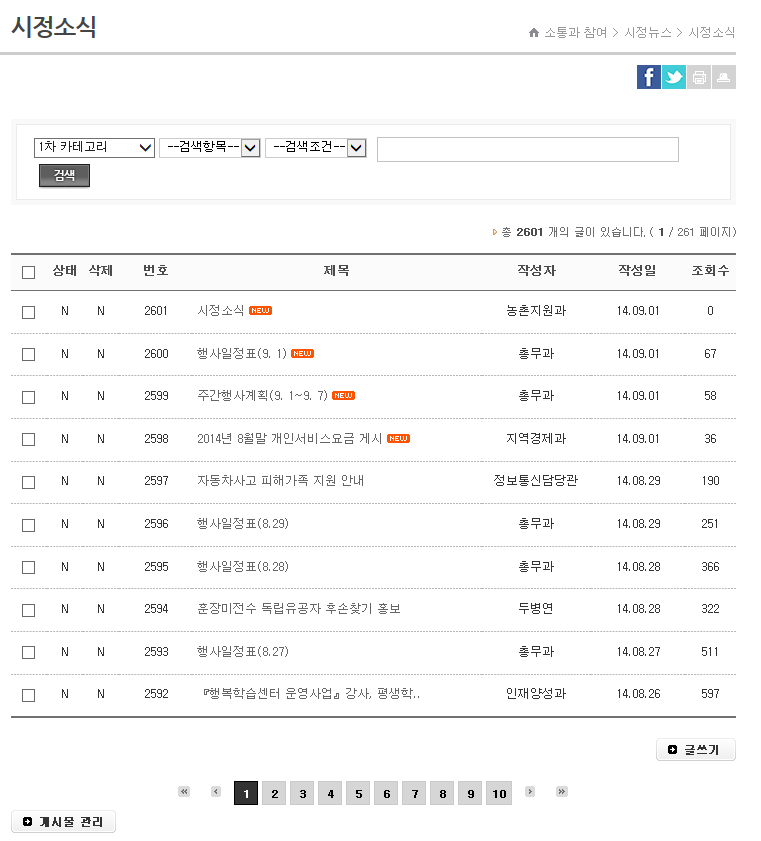 시정소식
소통과 참여 > 시정뉴스 > 시정소식
1차 카테고리 --검색항목-- --검색조건--
검색
총 2601 개의 글이 있습니다. ( 1 / 261 페이지)
상태 삭제 번호 제목 작성자 작성일 조회수
N N 2601 시정소식 NEW 농촌지원과 14.09.01 0
N N 2600 행사일정표(9. 1) NEW 총무과 14.09.01 67
N N 2599 주간행사계획(9. 1~9. 7) NEW 총무과 14.09.01 58
N N 2598 2014년 8월말 개인서비스요금 게시 NEW 지역경제과 14.09.01 36
N N 2597 자동차사고 피해가족 지원 안내 정보통신담당관 14.08.29 190
N N 2596 행사일정표(8.29) 총무과 14.08.29 251
N N 2595 행사일정표(8.28) 총무과 14.08.28 366
N N 2594 훈장미전수 독립유공자 후손찾기 홍보 두병연 14.08.28 322
N N 2593 행사일정표(8.27) 총무과 14.08.27 511
N N 2592 『행복학습센터 운영사업』 강사, 평생학.. 인재양성과 14.08.26 597
글쓰기
« ‹ 1 2 3 4 5 6 7 8 9 10 › »
게시물 관리